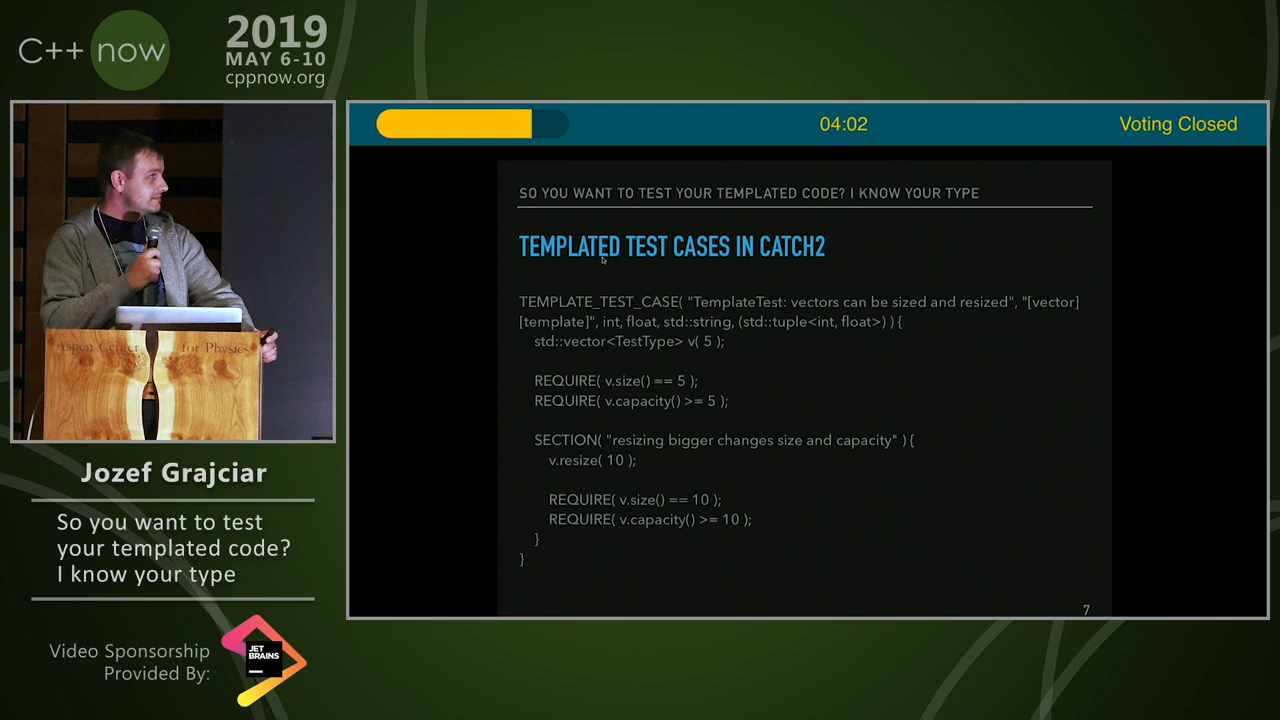 C++ now
2019
MAY 6-10
cppnow.org
04:02
Voting Closed
SO YOU WANT TO TEST YOUR TEMPLATED CODE? I KNOW YOUR TYPE
TEMPLATED TEST CASES IN CATCH2
TEMPLATE_TEST_CASE( "TemplateTest: vectors can be sized and resized", "[vector]
[template]", int, float, std::string, (std::tuple<int, float>) ) {
std::vector<TestType> v( 5 );
REQUIRE( v.size() == 5 );
REQUIRE( v.capacity() >= 5 );
SECTION( "resizing bigger changes size and capacity" ) {
v.resize( 10 );
REQUIRE( v.size() == 10 );
REQUIRE( v.capacity() >= 10 );
}
}
7
Aspen Center for Physics
Jozef Grajciar
So you want to test
your templated code?
I know your type
Video Sponsorship
Provided By:
JET
BRAINS